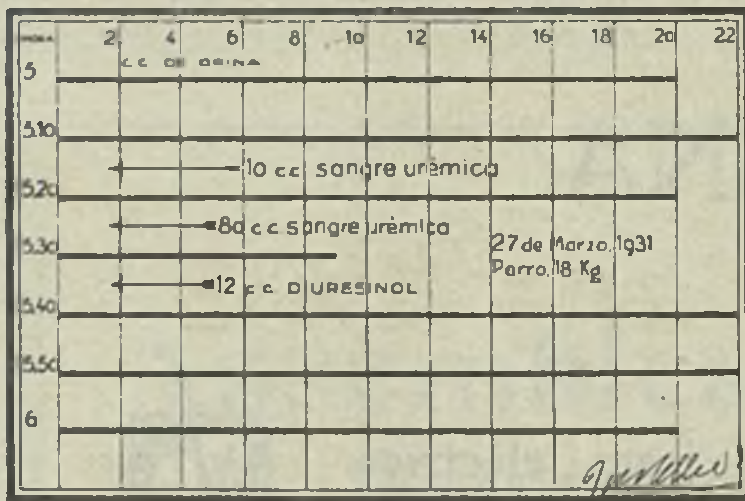 HORA 2 4 6 8 10 12 14 16 18 20 22
C.C. DE ORINA
5
5.10
10 cc sangre urémica
5.20
80 cc sangre urémica
27 de Marzo, 1931
5.30
Perro, 18 Kg
12 c.c. DIURESINOL
5.40
5.50
6